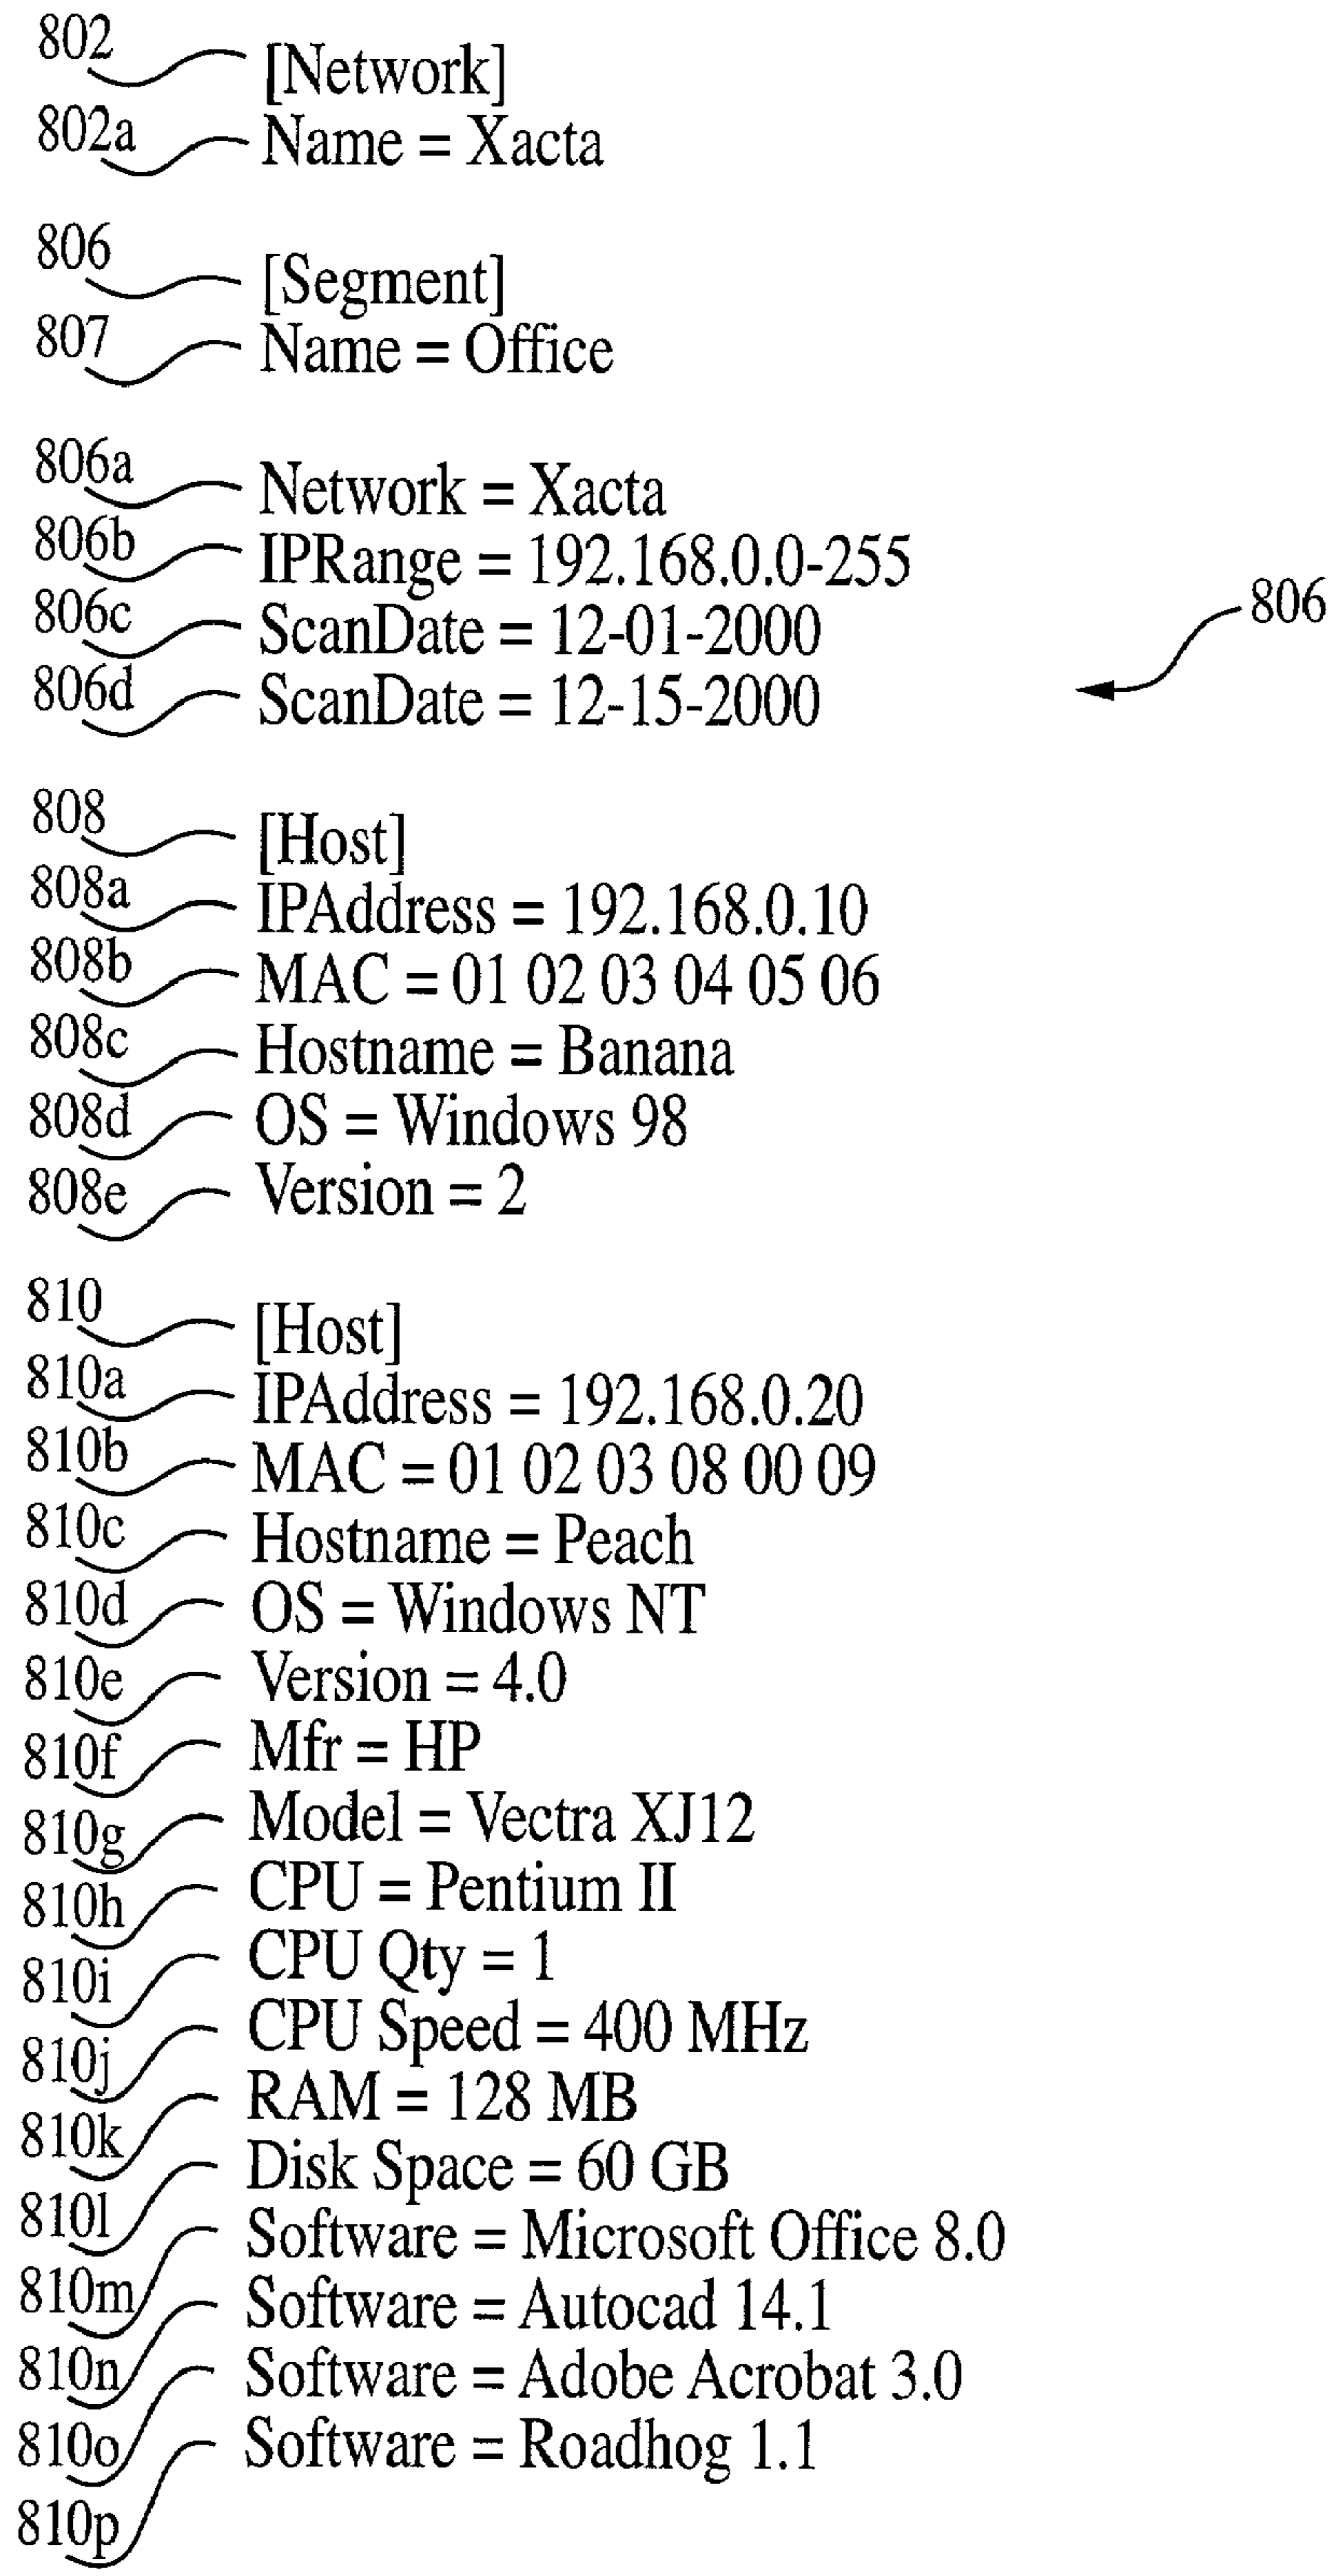 802 [Network]
802a Name = Xacta
806 [Segment]
807 Name = Office
806a Network = Xacta
806b IPRange = 192.168.0.0-255
806c ScanDate = 12-01-2000
806
806d ScanDate = 12-15-2000
808 [Host]
808a IPAddress = 192.168.0.10
808b MAC = 01 02 03 04 05 06
808c Hostname = Banana
808d OS = Windows 98
808e Version = 2
810 [Host]
810a IPAddress = 192.168.0.20
810b MAC = 01 02 03 08 00 09
810c Hostname = Peach
810d OS = Windows NT
810e Version = 4.0
810f Mfr = HP
810g Model = Vectra XJ12
810h CPU = Pentium II
810i CPU Qty = 1
810j CPU Speed = 400 MHz
810k RAM = 128 MB
810l Disk Space = 60 GB
810m Software = Microsoft Office 8.0
810n Software = Autocad 14.1
810o Software = Adobe Acrobat 3.0
810p Software = Roadhog 1.1